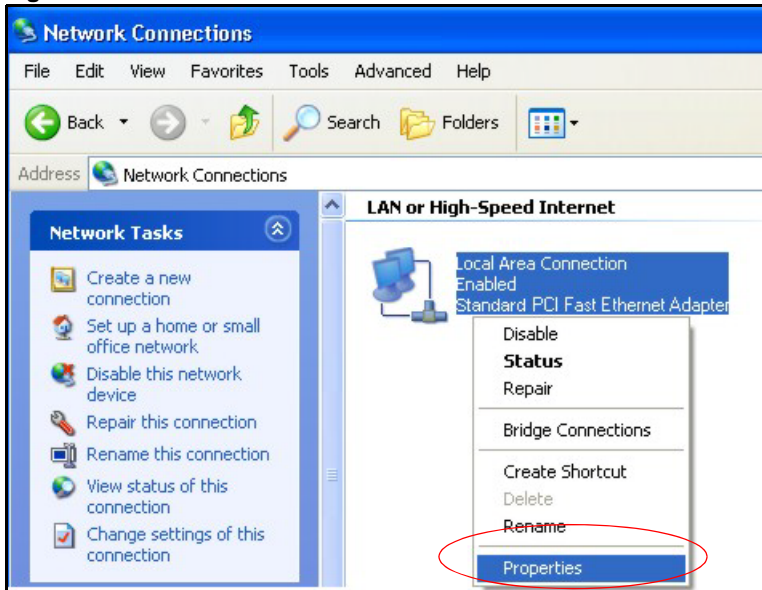 Network Connections
File Edit View Favorites Tools Advanced Help
Back Search Folders
Address Network Connections
Network Tasks
Create a new
connection
Set up a home or small
office network
Disable this network
device
Repair this connection
Rename this connection
View status of this
connection
Change settings of this
connection
LAN or High-Speed Internet
Local Area Connection
Enabled
Standard PCI Fast Ethernet Adapter
Disable
Status
Repair
Bridge Connections
Create Shortcut
Delete
Rename
Properties